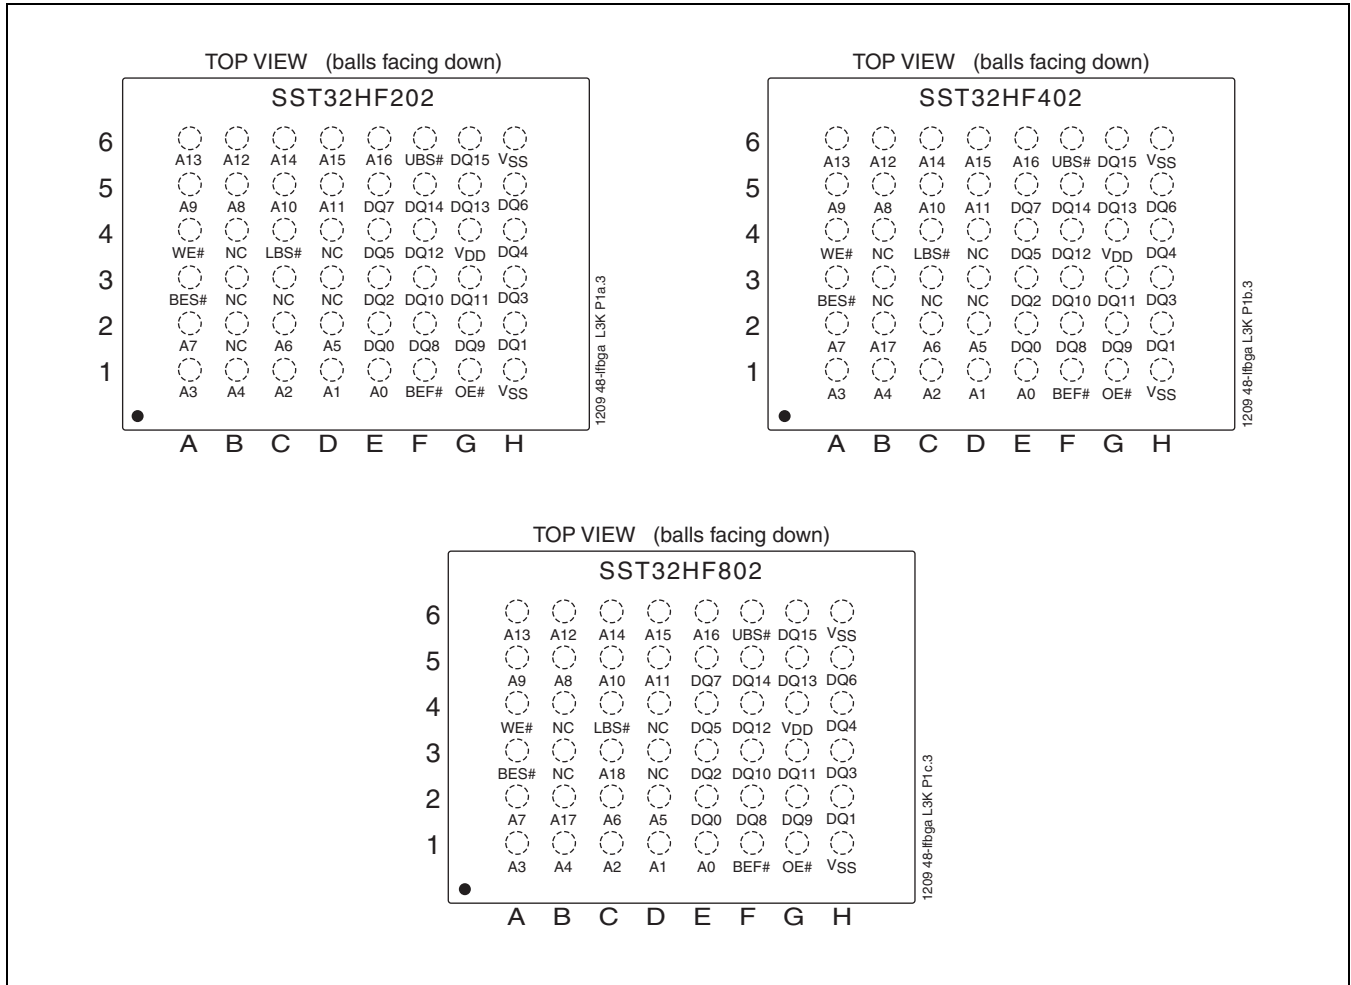 TOP VIEW (balls facing down)
SST32HF202
6
A13 A12 A14 A15 A16 UBS# DQ15 VSS
5
A9 A8 A10 A11 DQ7 DQ14 DQ13 DQ6
4
WE# NC LBS# NC DQ5 DQ12 VDD DQ4
3
BES# NC NC NC DQ2 DQ10 DQ11 DQ3
2
A7 NC A6 A5 DQ0 DQ8 DQ9 DQ1
1
A3 A4 A2 A1 A0 BEF# OE# VSS
A B C D E F G H
1209 48-lfbga L3K P1a.3
TOP VIEW (balls facing down)
SST32HF402
6
A13 A12 A14 A15 A16 UBS# DQ15 VSS
5
A9 A8 A10 A11 DQ7 DQ14 DQ13 DQ6
4
WE# NC LBS# NC DQ5 DQ12 VDD DQ4
3
BES# NC NC NC DQ2 DQ10 DQ11 DQ3
2
A7 A17 A6 A5 DQ0 DQ8 DQ9 DQ1
1
A3 A4 A2 A1 A0 BEF# OE# VSS
A B C D E F G H
1209 48-lfbga L3K P1b.3
TOP VIEW (balls facing down)
SST32HF802
6
A13 A12 A14 A15 A16 UBS# DQ15 VSS
5
A9 A8 A10 A11 DQ7 DQ14 DQ13 DQ6
4
WE# NC LBS# NC DQ5 DQ12 VDD DQ4
3
BES# NC A18 NC DQ2 DQ10 DQ11 DQ3
2
A7 A17 A6 A5 DQ0 DQ8 DQ9 DQ1
1
A3 A4 A2 A1 A0 BEF# OE# VSS
A B C D E F G H
1209 48-lfbga L3K P1c.3